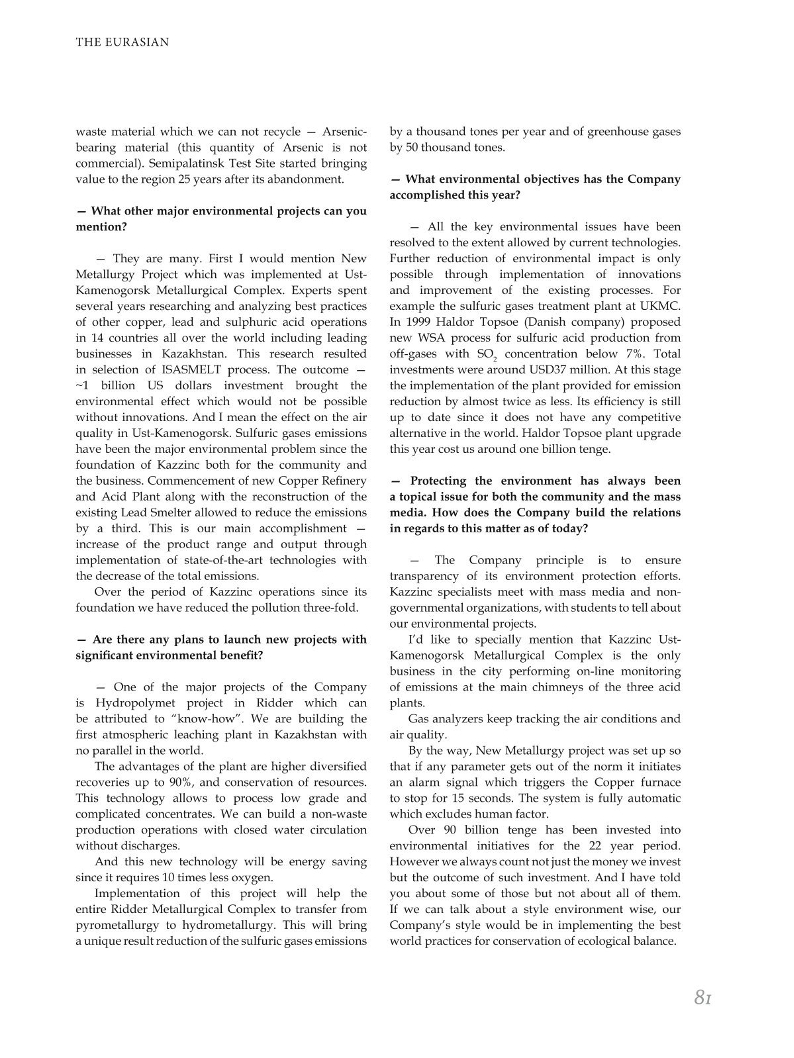 THE EURASIAN
waste material which we can not recycle — Arsenic-
bearing material (this quantity of Arsenic is not
commercial). Semipalatinsk Test Site started bringing
value to the region 25 years after its abandonment.
— What other major environmental projects can you
mention?
— They are many. First I would mention New
Metallurgy Project which was implemented at Ust-
Kamenogorsk Metallurgical Complex. Experts spent
several years researching and analyzing best practices
of other copper, lead and sulphuric acid operations
in 14 countries all over the world including leading
businesses in Kazakhstan. This research resulted
in selection of ISASMELT process. The outcome —
~1 billion US dollars investment brought the
environmental effect which would not be possible
without innovations. And I mean the effect on the air
quality in Ust-Kamenogorsk. Sulfuric gases emissions
have been the major environmental problem since the
foundation of Kazzinc both for the community and
the business. Commencement of new Copper Refinery
and Acid Plant along with the reconstruction of the
existing Lead Smelter allowed to reduce the emissions
by a third. This is our main accomplishment —
increase of the product range and output through
implementation of state-of-the-art technologies with
the decrease of the total emissions.
Over the period of Kazzinc operations since its
foundation we have reduced the pollution three-fold.
— Are there any plans to launch new projects with
significant environmental benefit?
— One of the major projects of the Company
is Hydropolymet project in Ridder which can
be attributed to “know-how”. We are building the
first atmospheric leaching plant in Kazakhstan with
no parallel in the world.
The advantages of the plant are higher diversified
recoveries up to 90%, and conservation of resources.
This technology allows to process low grade and
complicated concentrates. We can build a non-waste
production operations with closed water circulation
without discharges.
And this new technology will be energy saving
since it requires 10 times less oxygen.
Implementation of this project will help the
entire Ridder Metallurgical Complex to transfer from
pyrometallurgy to hydrometallurgy. This will bring
a unique result reduction of the sulfuric gases emissions
by a thousand tones per year and of greenhouse gases
by 50 thousand tones.
— What environmental objectives has the Company
accomplished this year?
— All the key environmental issues have been
resolved to the extent allowed by current technologies.
Further reduction of environmental impact is only
possible through implementation of innovations
and improvement of the existing processes. For
example the sulfuric gases treatment plant at UKMC.
In 1999 Haldor Topsoe (Danish company) proposed
new WSA process for sulfuric acid production from
off-gases with SO₂ concentration below 7%. Total
investments were around USD37 million. At this stage
the implementation of the plant provided for emission
reduction by almost twice as less. Its efficiency is still
up to date since it does not have any competitive
alternative in the world. Haldor Topsoe plant upgrade
this year cost us around one billion tenge.
— Protecting the environment has always been
a topical issue for both the community and the mass
media. How does the Company build the relations
in regards to this matter as of today?
— The Company principle is to ensure
transparency of its environment protection efforts.
Kazzinc specialists meet with mass media and non-
governmental organizations, with students to tell about
our environmental projects.
I’d like to specially mention that Kazzinc Ust-
Kamenogorsk Metallurgical Complex is the only
business in the city performing on-line monitoring
of emissions at the main chimneys of the three acid
plants.
Gas analyzers keep tracking the air conditions and
air quality.
By the way, New Metallurgy project was set up so
that if any parameter gets out of the norm it initiates
an alarm signal which triggers the Copper furnace
to stop for 15 seconds. The system is fully automatic
which excludes human factor.
Over 90 billion tenge has been invested into
environmental initiatives for the 22 year period.
However we always count not just the money we invest
but the outcome of such investment. And I have told
you about some of those but not about all of them.
If we can talk about a style environment wise, our
Company’s style would be in implementing the best
world practices for conservation of ecological balance.
81